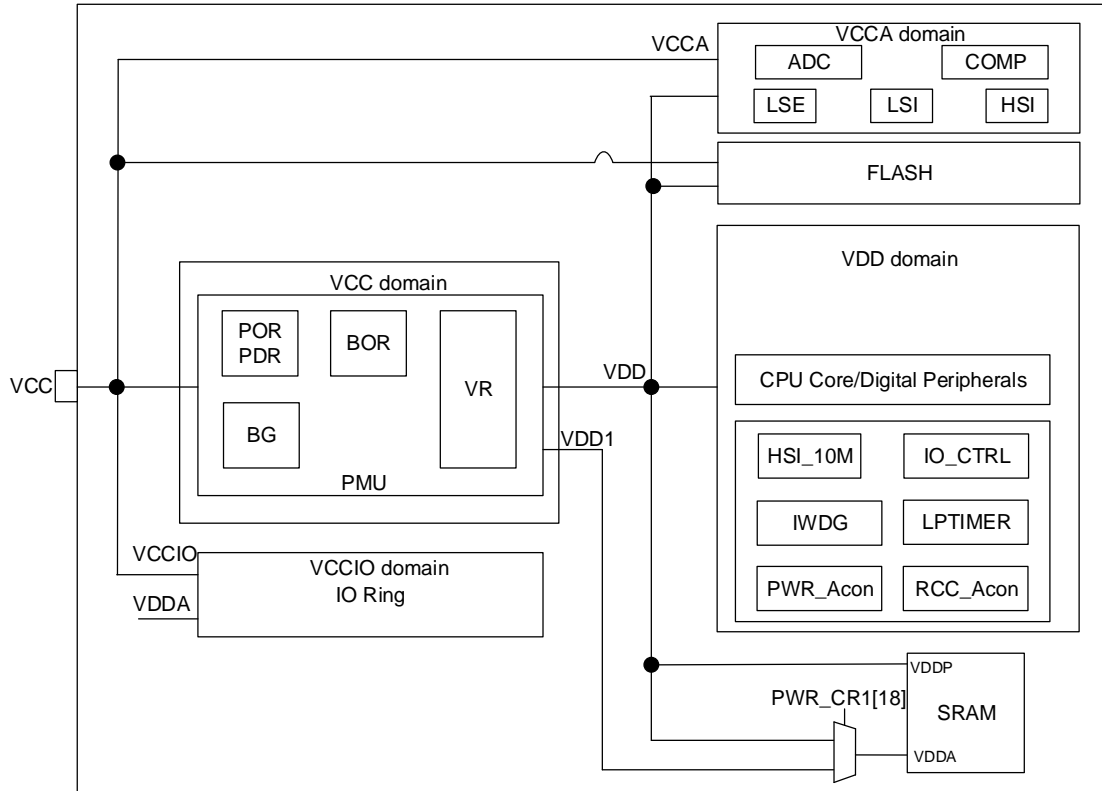 VCCA domain
VCCA
ADC
COMP
LSE
LSI
HSI
FLASH
VDD domain
VCC domain
POR
PDR
BOR
VR
VCC
VDD
CPU Core/Digital Peripherals
BG
VDD1
HSI_10M
IO_CTRL
PMU
IWDG
LPTIMER
VCCIO
VCCIO domain
IO Ring
VDDA
PWR_Acon
RCC_Acon
VDDP
PWR_CR1[18]
SRAM
VDDA